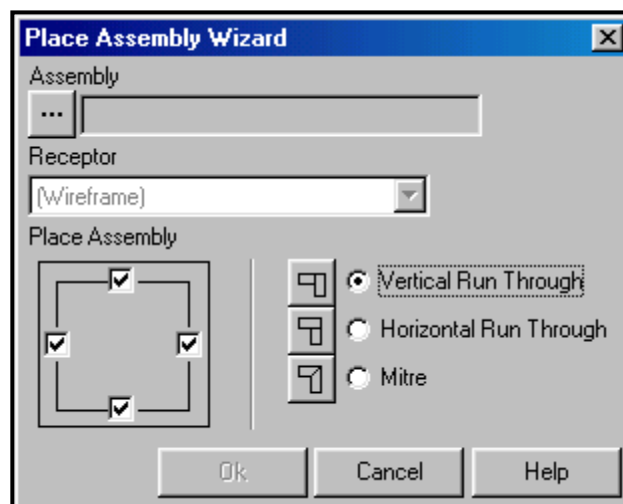 Place Assembly Wizard
Assembly
...
Receptor
(Wireframe)
Place Assembly
Vertical Run Through
Horizontal Run Through
Mitre
Ok Cancel Help